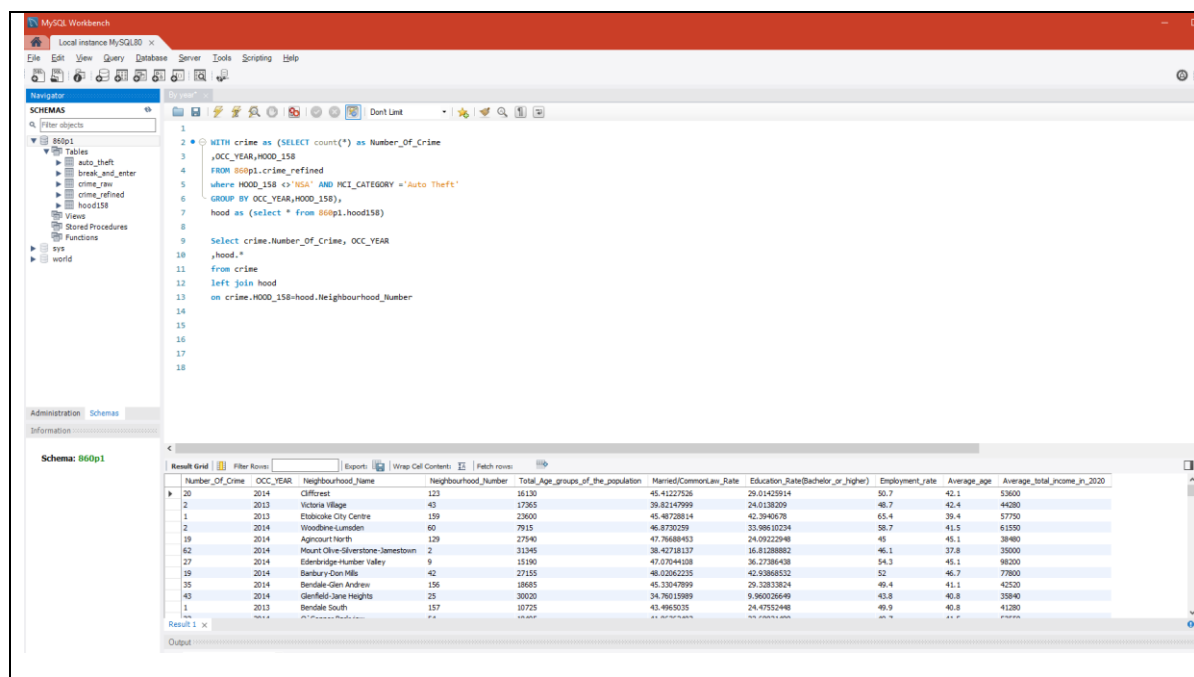 MySQL Workbench
Local instance MySQL80
File Edit View Query Database Server Tools Scripting Help
Navigator
By year*
SCHEMAS
Don't Limit
Filter objects
860p1
Tables
auto_theft
break_and_enter
crime_raw
crime_refined
hood158
Views
Stored Procedures
Functions
sys
world
1
2 WITH crime as (SELECT count(*) as Number_Of_Crime
3 ,OCC_YEAR,HOOD_158
4 FROM 860p1.crime_refined
5 where HOOD_158 <>'NSA' AND MCI_CATEGORY ='Auto Theft'
6 GROUP BY OCC_YEAR,HOOD_158),
7 hood as (select * from 860p1.hood158)
8
9 Select crime.Number_Of_Crime, OCC_YEAR
10 ,hood.*
11 from crime
12 left join hood
13 on crime.HOOD_158=hood.Neighbourhood_Number
14
15
16
17
18
Administration Schemas
Information
Schema: 860p1
Result Grid Filter Rows: Export: Wrap Cell Content: Fetch rows:
Number_Of_Crime OCC_YEAR Neighbourhood_Name Neighbourhood_Number Total_Age_groups_of_the_population Married/CommonLaw_Rate Education_Rate(Bachelor_or_higher) Employment_rate Average_age Average_total_income_in_2020
20 2014 Cliffcrest 123 16130 45.41227526 29.01425914 50.7 42.1 53600
2 2013 Victoria Village 43 17365 39.82147999 24.0138209 48.7 42.4 44280
1 2013 Etobicoke City Centre 159 23600 45.48728814 42.3940678 65.4 39.4 57750
2 2014 Woodbine-Lumsden 60 7915 46.8730259 33.98610234 58.7 41.5 61550
19 2014 Agincourt North 129 27540 47.76688453 24.09222948 45 45.1 38480
62 2014 Mount Olive-Silverstone-Jamestown 2 31345 38.42718137 16.81288882 46.1 37.8 35000
27 2014 Edenbridge-Humber Valley 9 15190 47.07044108 36.27386438 54.3 45.1 98200
19 2014 Banbury-Don Mills 42 27155 48.02062235 42.93868532 52 46.7 77800
35 2014 Bendale-Glen Andrew 156 18685 45.33047899 29.32833824 49.4 41.1 42520
43 2014 Glenfield-Jane Heights 25 30020 34.76015989 9.960026649 43.8 40.8 35840
1 2013 Bendale South 157 10725 43.4965035 24.47552448 49.9 40.8 41280
Result 1
Output